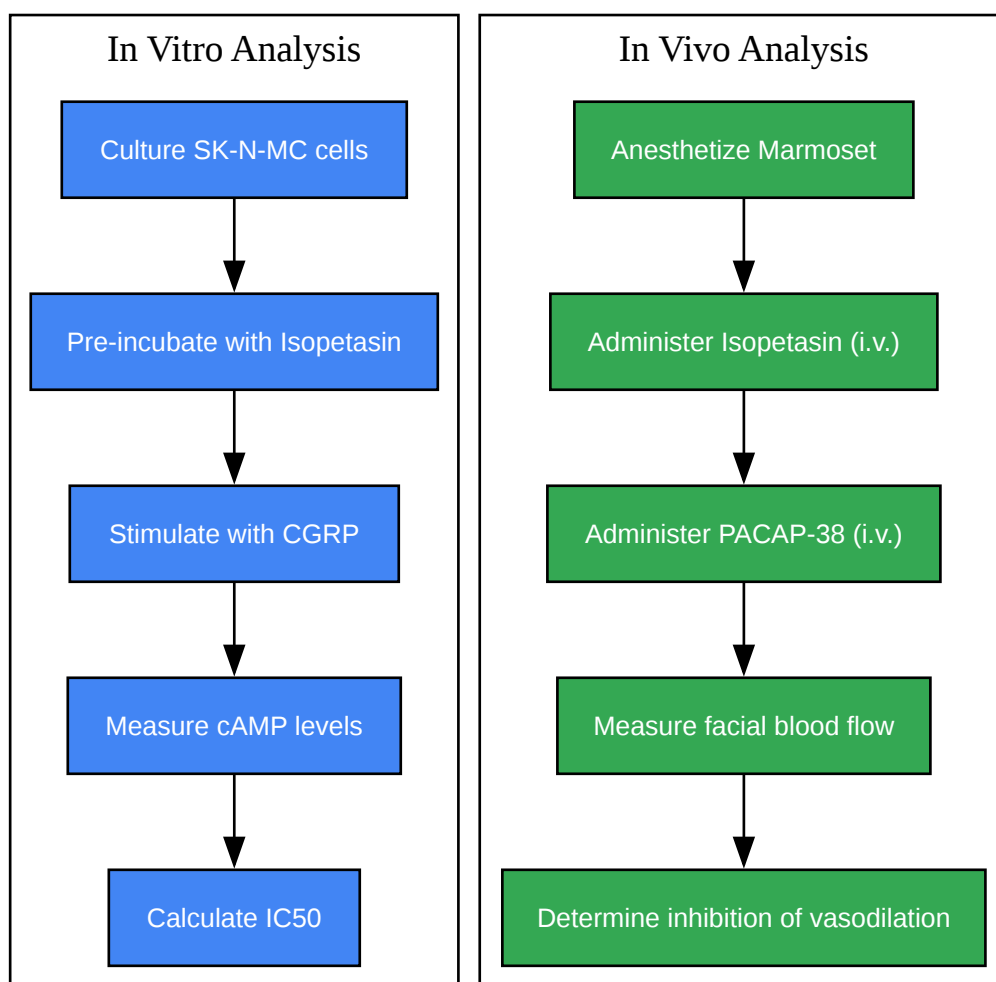 In Vitro Analysis
Culture SK-N-MC cells
Pre-incubate with Isopetasin
Stimulate with CGRP
Measure cAMP levels
Calculate IC50
In Vivo Analysis
Anesthetize Marmoset
Administer Isopetasin (i.v.)
Administer PACAP-38 (i.v.)
Measure facial blood flow
Determine inhibition of vasodilation